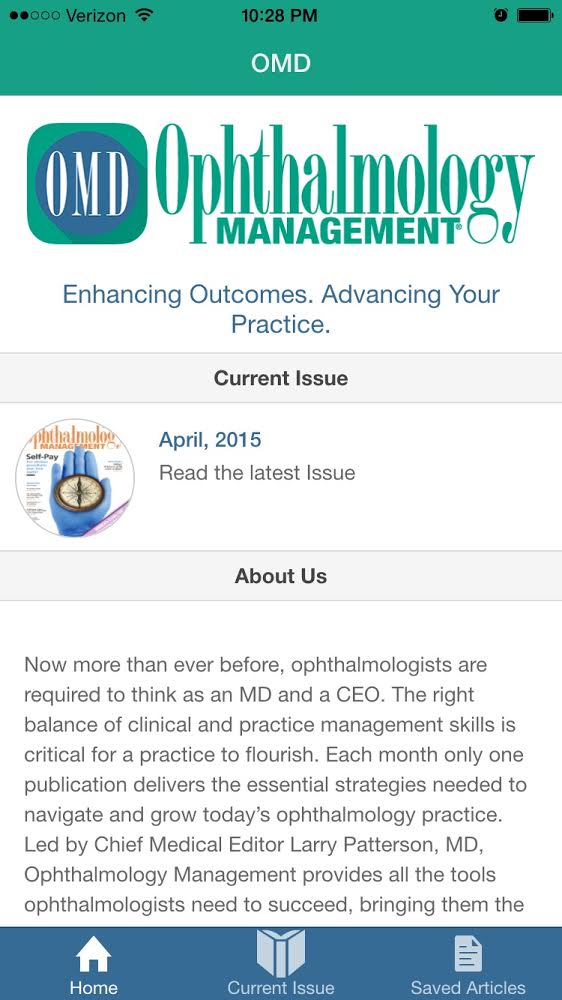 Verizon 10:28 PM
OMD
OMD Ophthalmology
MANAGEMENT®
Enhancing Outcomes. Advancing Your
Practice.
Current Issue
phthalmolog
MANAGEMENT
Self-Pay
April, 2015
Read the latest Issue
About Us
Now more than ever before, ophthalmologists are
required to think as an MD and a CEO. The right
balance of clinical and practice management skills is
critical for a practice to flourish. Each month only one
publication delivers the essential strategies needed to
navigate and grow today’s ophthalmology practice.
Led by Chief Medical Editor Larry Patterson, MD,
Ophthalmology Management provides all the tools
ophthalmologists need to succeed, bringing them the
Home Current Issue Saved Articles